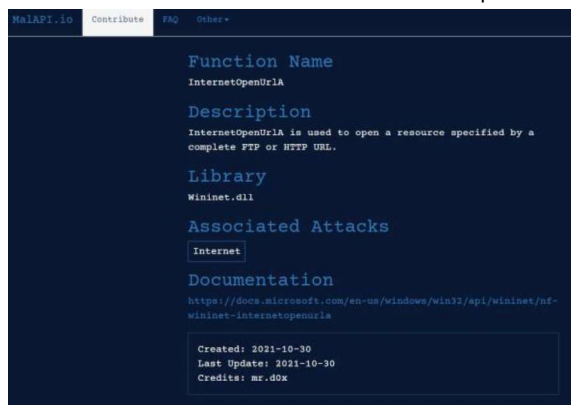 MalAPI.io Contribute FAQ Other
Function Name
InternetOpenUrlA
Description
InternetOpenUrlA is used to open a resource specified by a
complete FTP or HTTP URL.
Library
Wininet.dll
Associated Attacks
Internet
Documentation
https://docs.microsoft.com/en-us/windows/win32/api/wininet/nf-
wininet-internetopenurla
Created: 2021-10-30
Last Update: 2021-10-30
Credits: mr.d0x